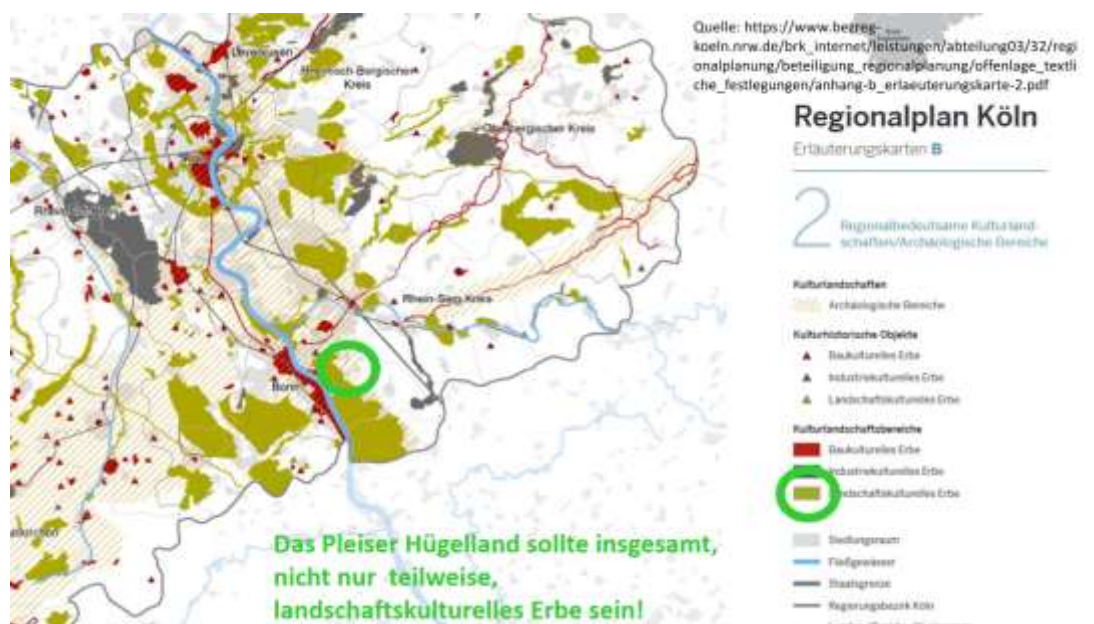 Quelle: https://www.bezreg-
koeln.nrw.de/brk_internet/leistungen/abteilung03/32/regi
onalplanung/beteiligung_regionalplanung/offenlage_textli
che_festlegungen/anhang-b_erlaeuterungskarte-2.pdf
Regionalplan Köln
Erläuterungskarten B
2
Regionalbedeutsame Kulturland-
schaften/Archäologische Bereiche
Kulturlandschaften
Archäologische Bereiche
Kulturhistorische Objekte
Baukulturelles Erbe
Industriekulturelles Erbe
Landschaftskulturelles Erbe
Kulturlandschaftsbereiche
Baukulturelles Erbe
Industriekulturelles Erbe
Landschaftskulturelles Erbe
Siedlungsraum
Fließgewässer
Staatsgrenze
Regierungsbezirk Köln
Leverkusen
Rheinisch-Bergischer
Kreis
Oberbergischer Kreis
Rhein-Sieg-Kreis
Bonn
Das Pleiser Hügelland sollte insgesamt,
nicht nur teilweise,
landschaftskulturelles Erbe sein!